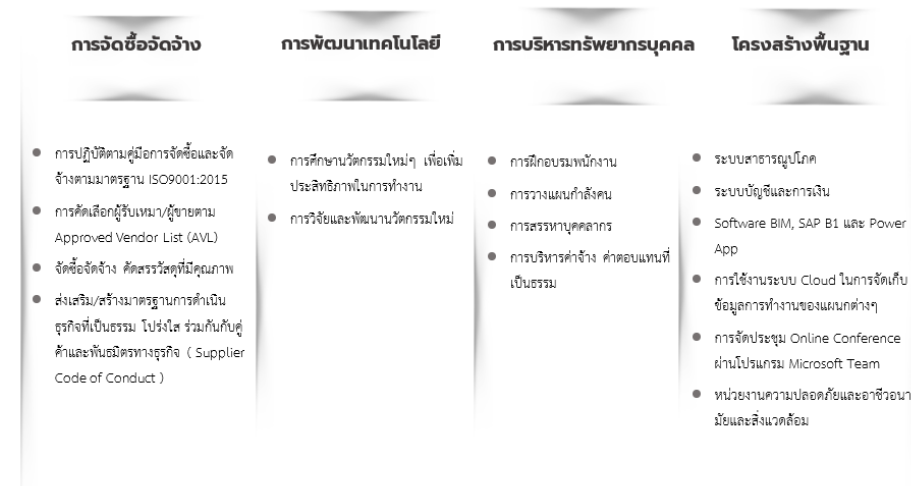 การจัดซื้อจัดจ้าง
การปฏิบัติตามคู่มือการจัดซื้อและจัด
จ้างตามมาตรฐาน ISO9001:2015
การคัดเลือกผู้รับเหมา/ผู้ขายตาม
Approved Vendor List (AVL)
จัดซื้อจัดจ้าง คัดสรรวัสดุที่มีคุณภาพ
ส่งเสริม/สร้างมาตรฐานการดำเนิน
ธุรกิจที่เป็นธรรม โปร่งใส ร่วมกันกับคู่
ค้าและพันธมิตรทางธุรกิจ ( Supplier
Code of Conduct )
การพัฒนาเทคโนโลยี
การศึกษานวัตกรรมใหม่ๆ เพื่อเพิ่ม
ประสิทธิภาพในการทำงาน
การวิจัยและพัฒนานวัตกรรมใหม่
การบริหารทรัพยากรบุคคล
การฝึกอบรมพนักงาน
การวางแผนกำลังคน
การสรรหาบุคคลากร
การบริหารค่าจ้าง ค่าตอบแทนที่
เป็นธรรม
โครงสร้างพื้นฐาน
ระบบสาธารณูปโภค
ระบบบัญชีและการเงิน
Software BIM, SAP B1 และ Power
App
การใช้งานระบบ Cloud ในการจัดเก็บ
ข้อมูลการทำงานของแผนกต่างๆ
การจัดประชุม Online Conference
ผ่านโปรแกรม Microsoft Team
หน่วยงานความปลอดภัยและอาชีวอนา
มัยและสิ่งแวดล้อม